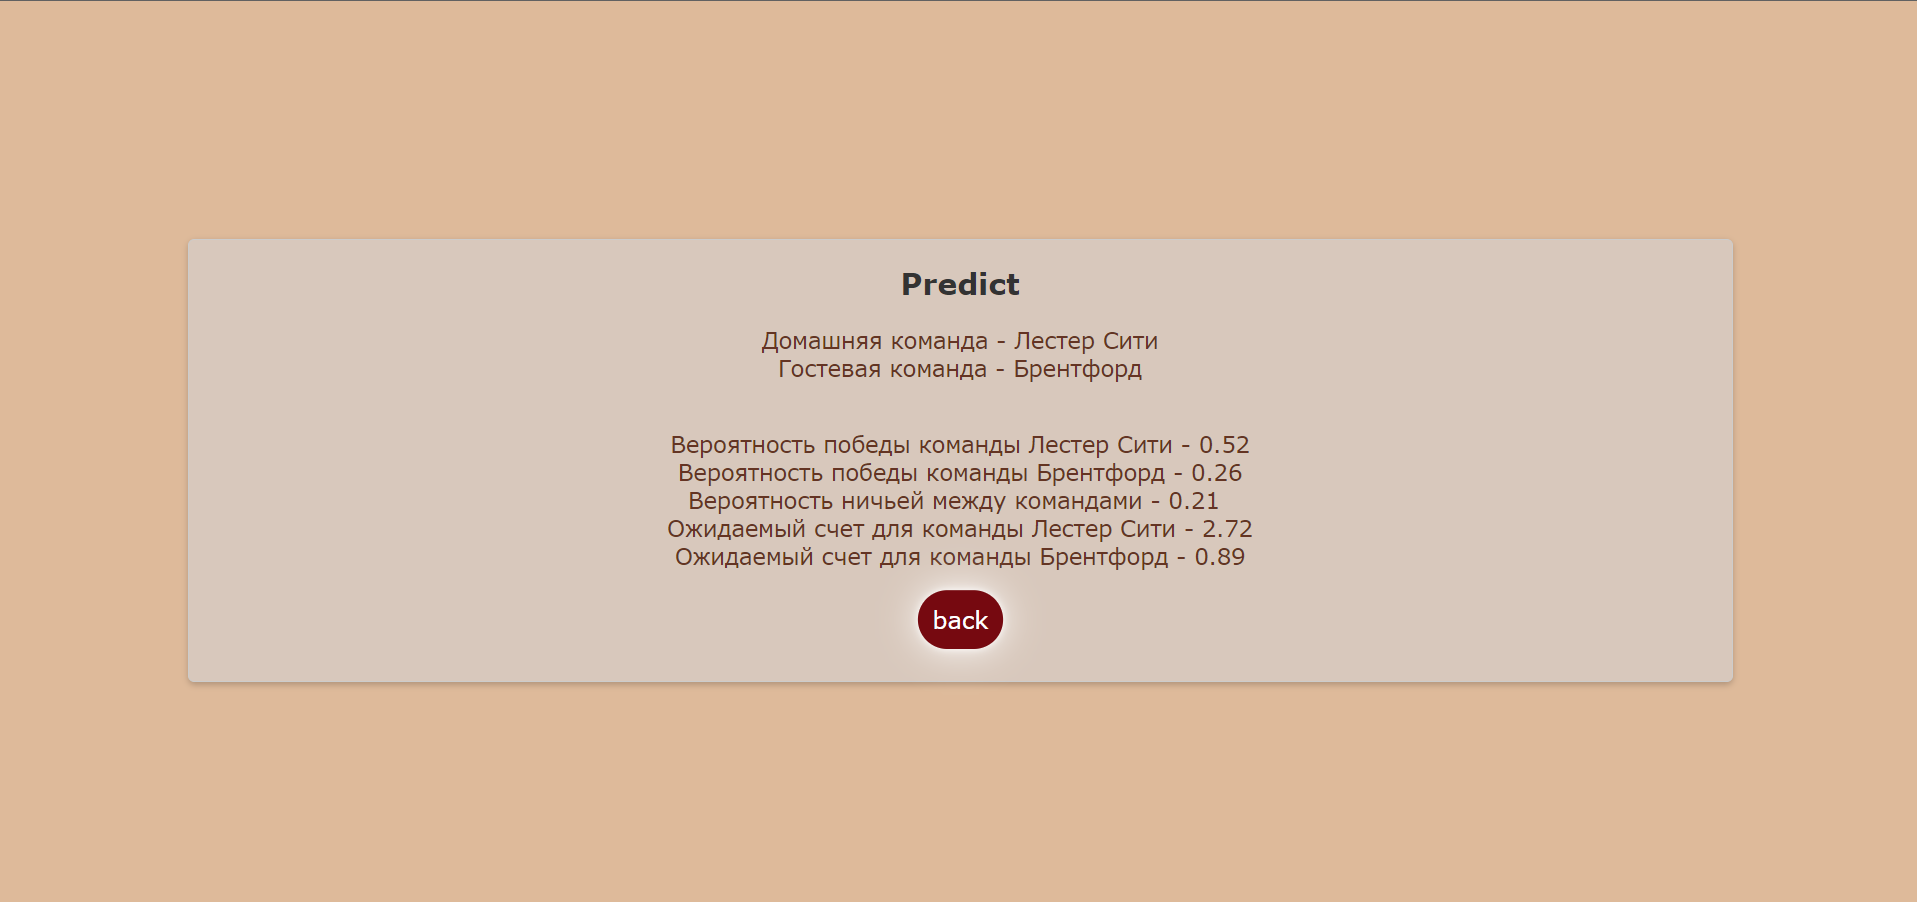 Predict
Домашняя команда - Лестер Сити
Гостевая команда - Брентфорд
Вероятность победы команды Лестер Сити - 0.52
Вероятность победы команды Брентфорд - 0.26
Вероятность ничьей между командами - 0.21
Ожидаемый счет для команды Лестер Сити - 2.72
Ожидаемый счет для команды Брентфорд - 0.89
back